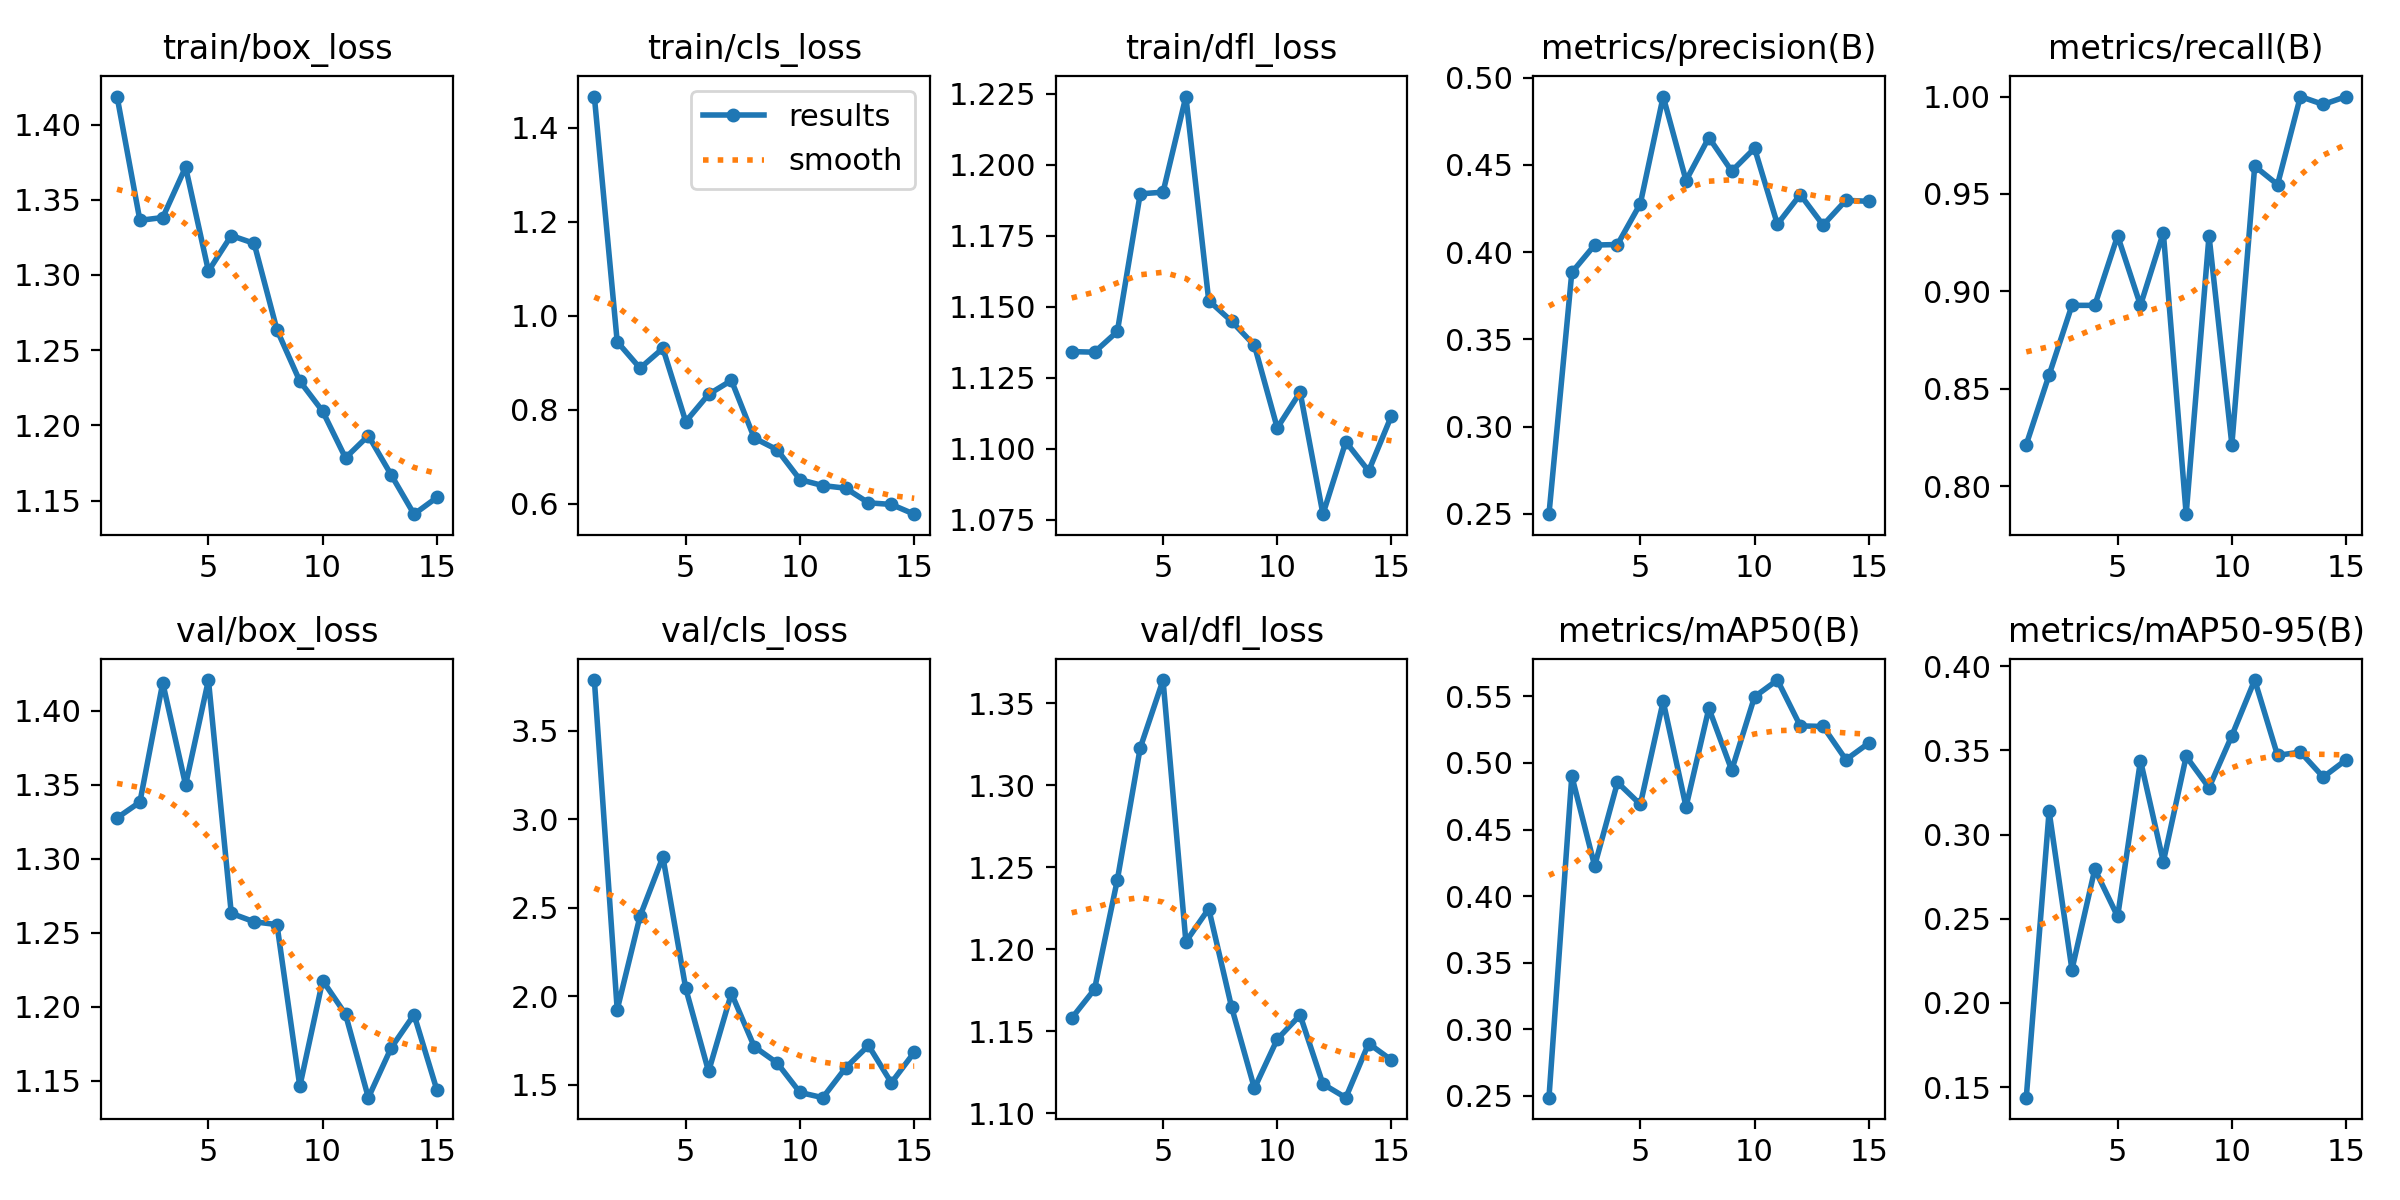 train/box_loss
train/cls_loss
train/dfl_loss
metrics/precision(B)
metrics/recall(B)
1.40
1.35
1.30
1.25
1.20
1.15
5 10 15
results
smooth
1.4
1.2
1.0
0.8
0.6
5 10 15
1.225
1.200
1.175
1.150
1.125
1.100
1.075
5 10 15
0.50
0.45
0.40
0.35
0.30
0.25
5 10 15
1.00
0.95
0.90
0.85
0.80
5 10 15
val/box_loss
val/cls_loss
val/dfl_loss
metrics/mAP50(B)
metrics/mAP50-95(B)
1.40
1.35
1.30
1.25
1.20
1.15
5 10 15
3.5
3.0
2.5
2.0
1.5
5 10 15
1.35
1.30
1.25
1.20
1.15
1.10
5 10 15
0.55
0.50
0.45
0.40
0.35
0.30
0.25
5 10 15
0.40
0.35
0.30
0.25
0.20
0.15
5 10 15